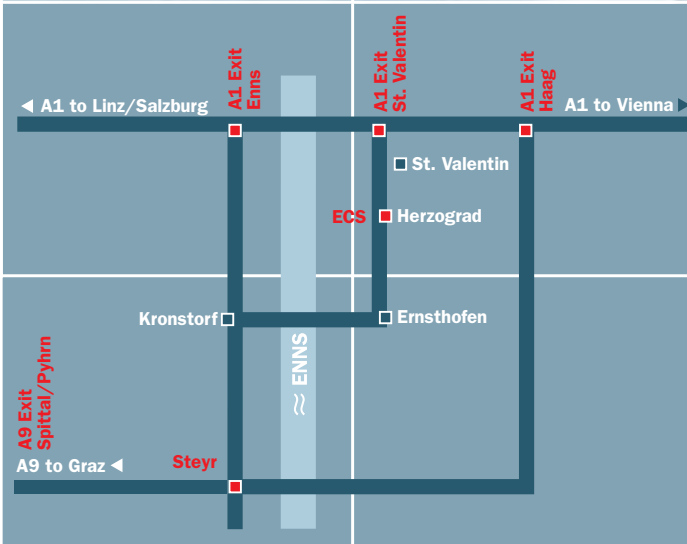 A1 Exit
Enns
A1 Exit
St. Valentin
A1 Exit
Haag
A1 to Linz/Salzburg
A1 to Vienna
St. Valentin
ECS
Herzograd
Kronstorf
Ernsthofen
ENNS
A9 Exit
Spittal/Pyhrn
A9 to Graz
Steyr